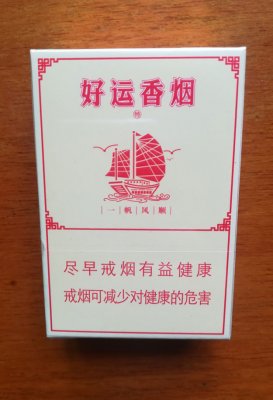 好运香烟
一帆风顺
尽早戒烟有益健康
戒烟可减少对健康的危害